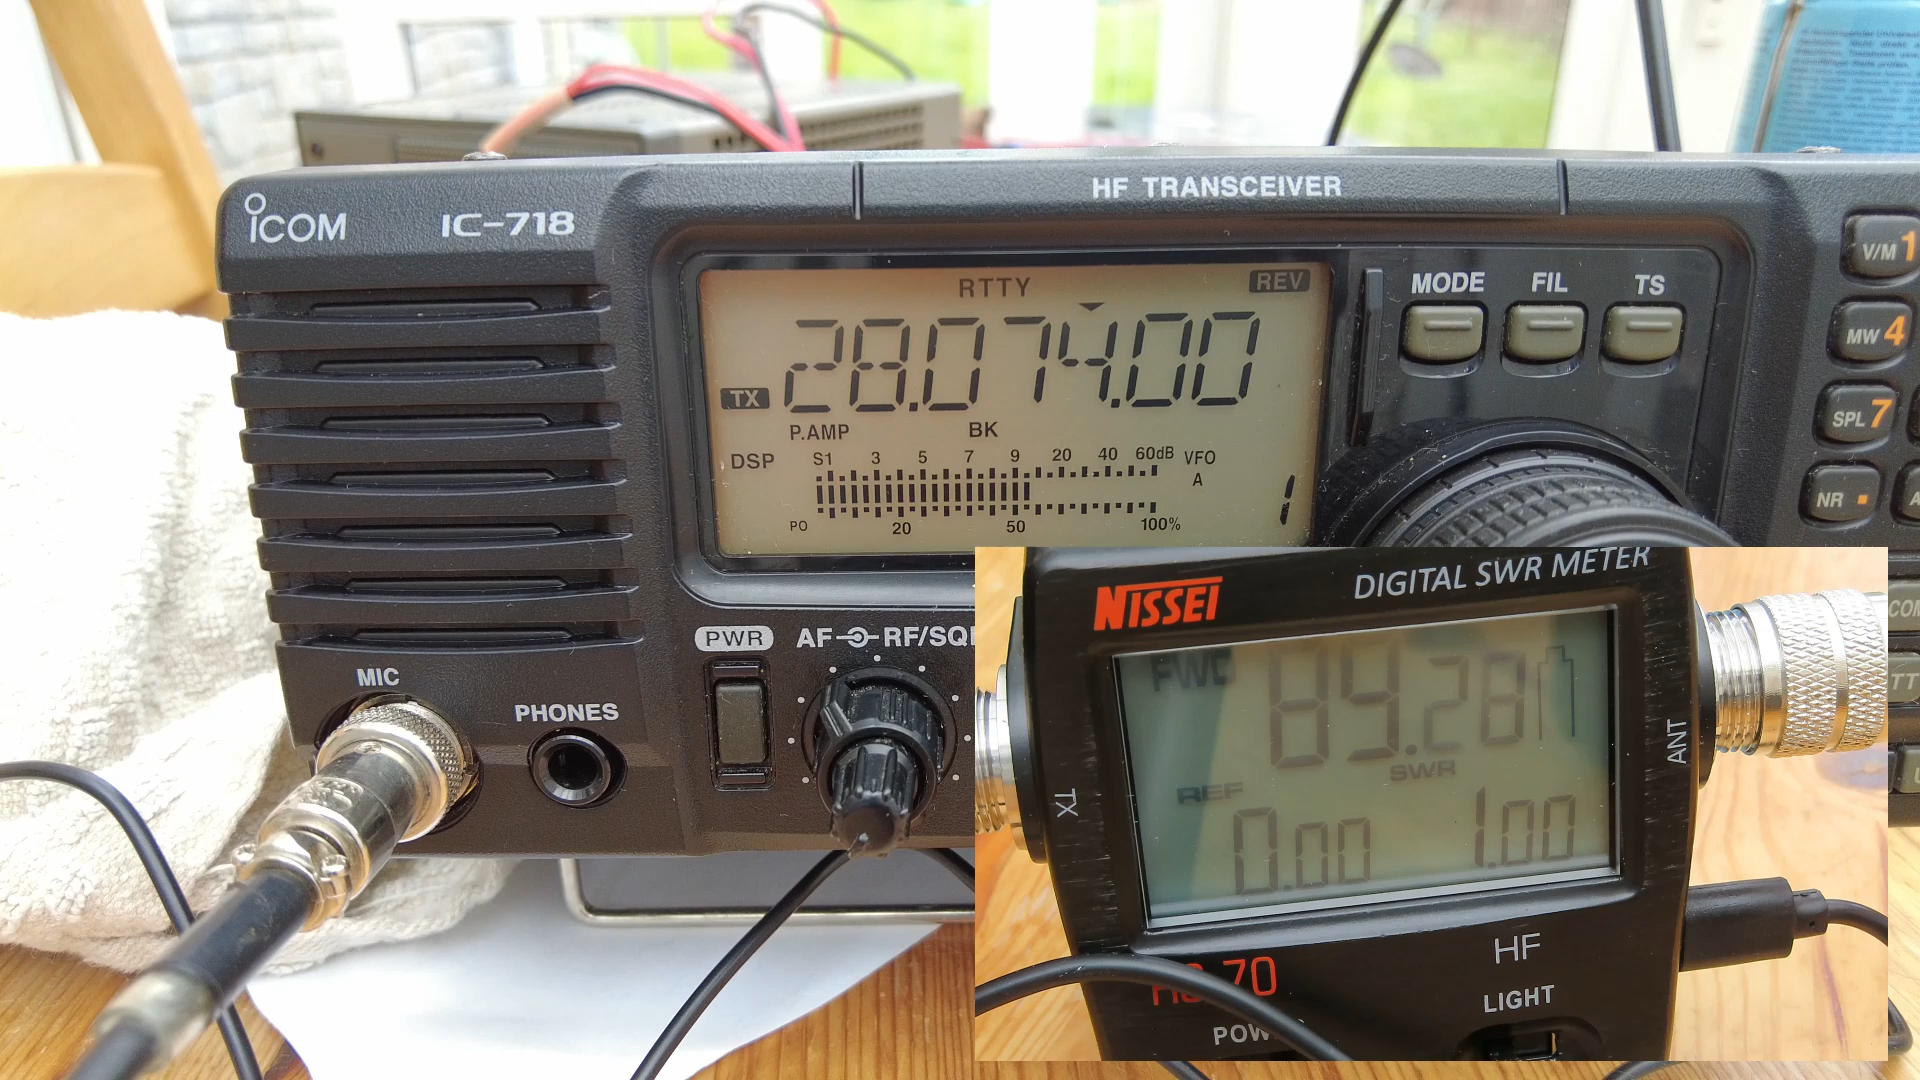 HF TRANSCEIVER
ICOM IC-718
RTTY REV
28.074.00
TX
P.AMP BK
DSP S1 3 5 7 9 20 40 60dB VFO
A
1
PO 20 50 100%
MODE FIL TS
V/M 1
MW 4
SPL 7
NR
PWR AF RF/SQL
MIC
PHONES
NISSEI DIGITAL SWR METER
FWD 89.28
SWR
REF
0.00 1.00
TX
ANT
HF
70
LIGHT